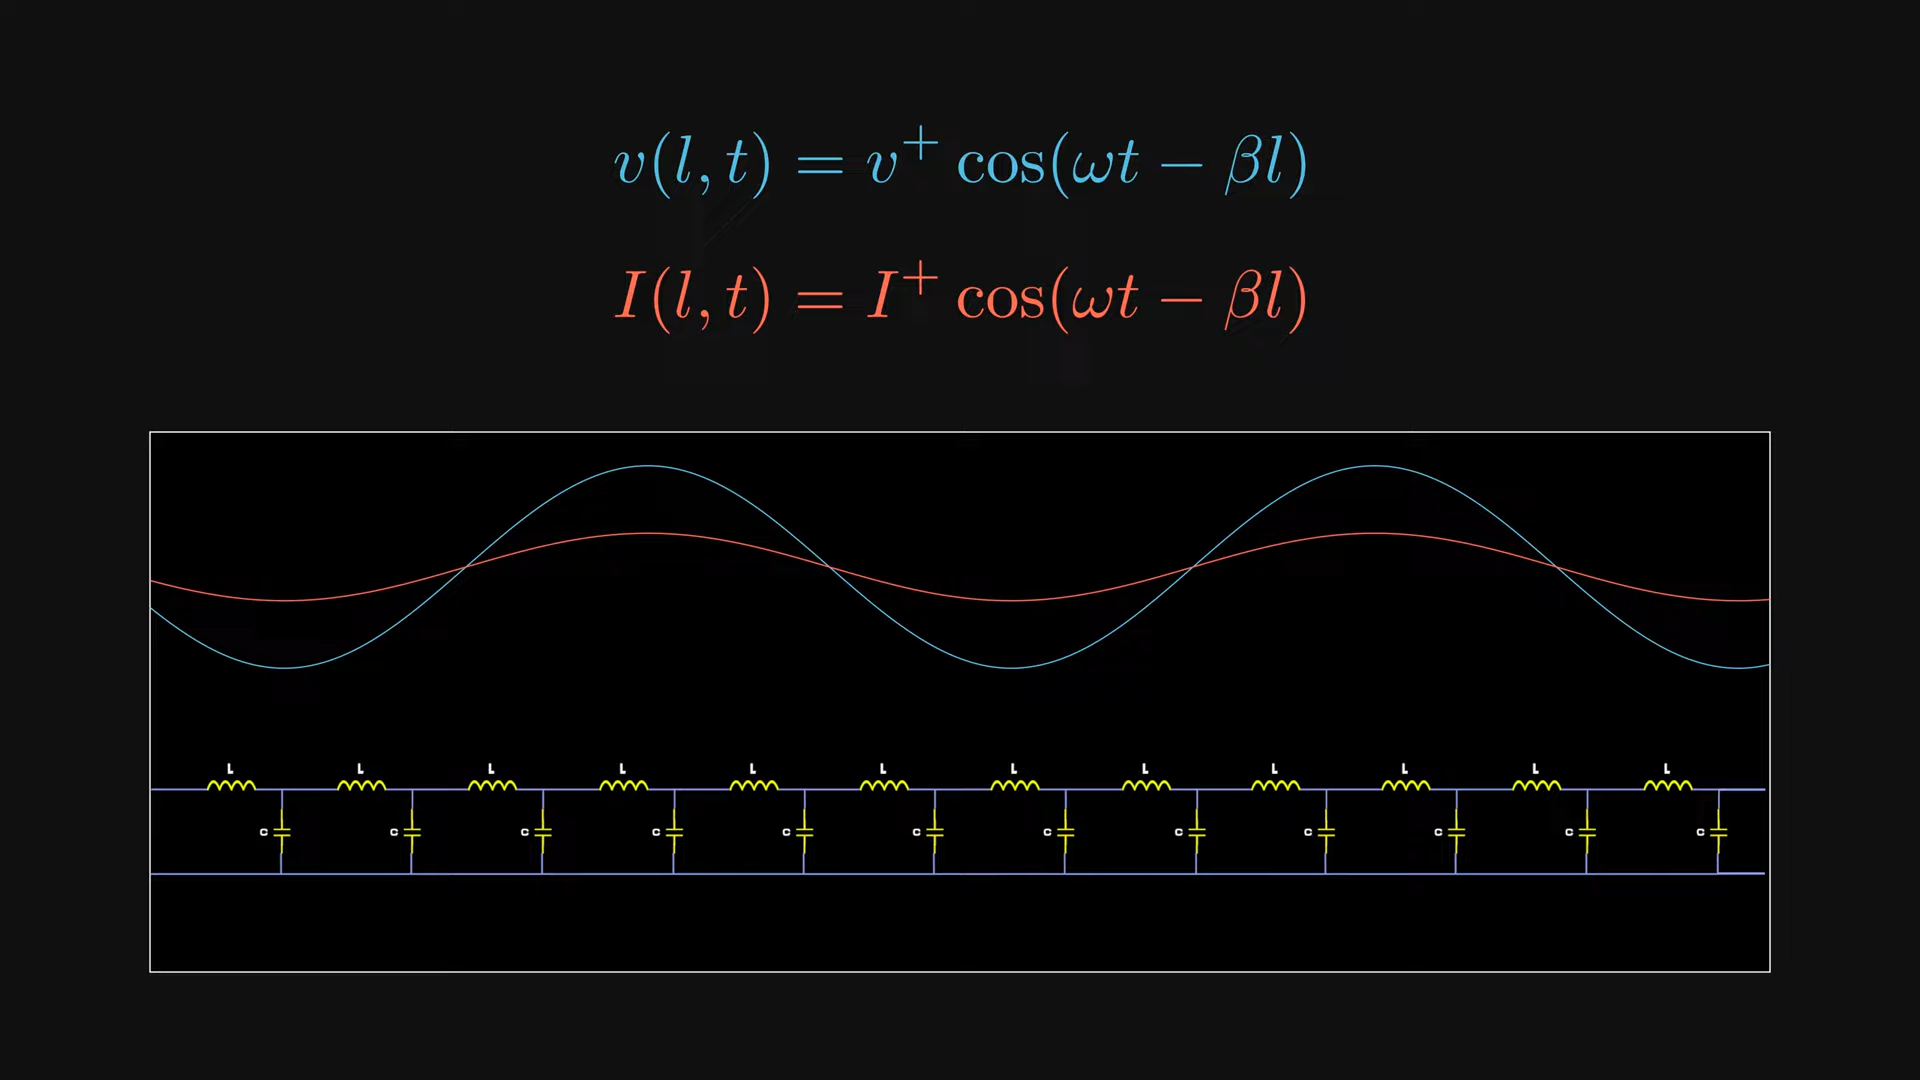 v(l, t) = v⁺ cos(ωt − βl)
I(l, t) = I⁺ cos(ωt − βl)
L L L L L L L L L L L L
C C C C C C C C C C C C